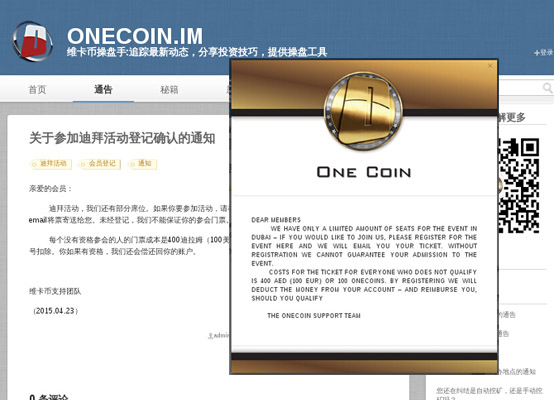 ONECOIN.IM
维卡币操盘手:追踪最新动态，分享投资技巧，提供操盘工具
登录
首页
通告
秘籍
解更多
关于参加迪拜活动登记确认的通知
迪拜活动
会员登记
通知
亲爱的会员：
迪拜活动，我们还有部分席位。如果你要参加活动，请
email将票寄送给您。未经登记，我们不能保证你的参会门票。
每个没有资格参会的人的门票成本是400迪拉姆（100
号扣除。你如果有资格，我们还会偿还回你的账户。
维卡币支持团队
（2015.04.23）
admin
0 条评论
×
ONE COIN
DEAR MEMBERS
WE HAVE ONLY A LIMITED AMOUNT OF SEATS FOR THE EVENT IN
DUBAI – IF YOU WOULD LIKE TO JOIN US, PLEASE REGISTER FOR THE
EVENT HERE AND WE WILL EMAIL YOU YOUR TICKET. WITHOUT
REGISTRATION WE CANNOT GUARANTEE YOUR ADMISSION TO THE
EVENT.
COSTS FOR THE TICKET FOR EVERYONE WHO DOES NOT QUALIFY
IS 400 AED (100 EUR) OR 100 ONECOINS. BY REGISTERING WE WILL
DEDUCT THE MONEY FROM YOUR ACCOUNT – AND REIMBURSE YOU,
SHOULD YOU QUALIFY
THE ONECOIN SUPPORT TEAM
的通告
通告
办地点的通知
您还在纠结是自动挖矿，还是手动挖